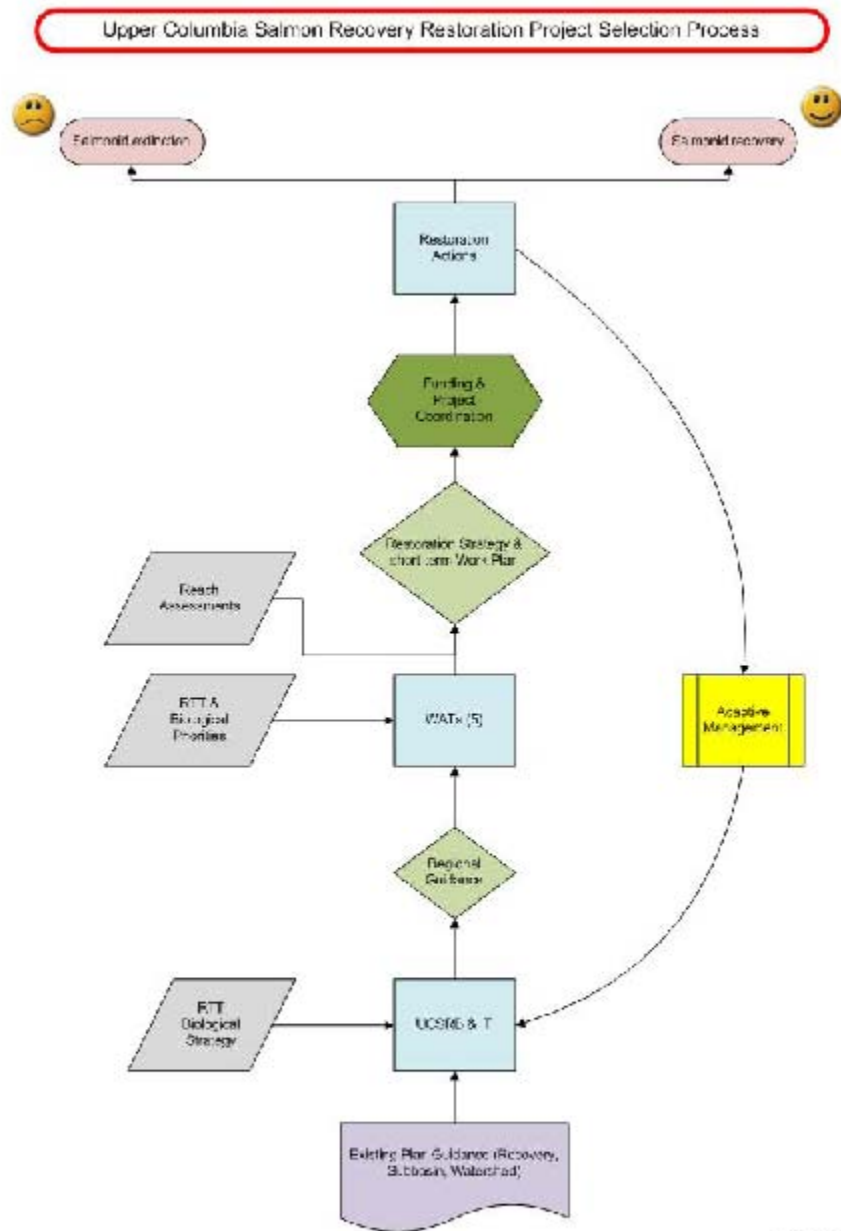 Upper Columbia Salmon Recovery Restoration Project Selection Process
Salmonid extinction
Salmonid recovery
Restoration
Actions
Funding &
Project
Coordination
Restoration Strategy &
short term Work Plan
Reach
Assessments
RTT &
Biological
Priorities
WATs (5)
Adaptive
Management
Regional
Guidance
RTT
Biological
Strategy
UCSRB & IT
Existing Plan Guidance (Recovery,
Subbasin, Watershed)